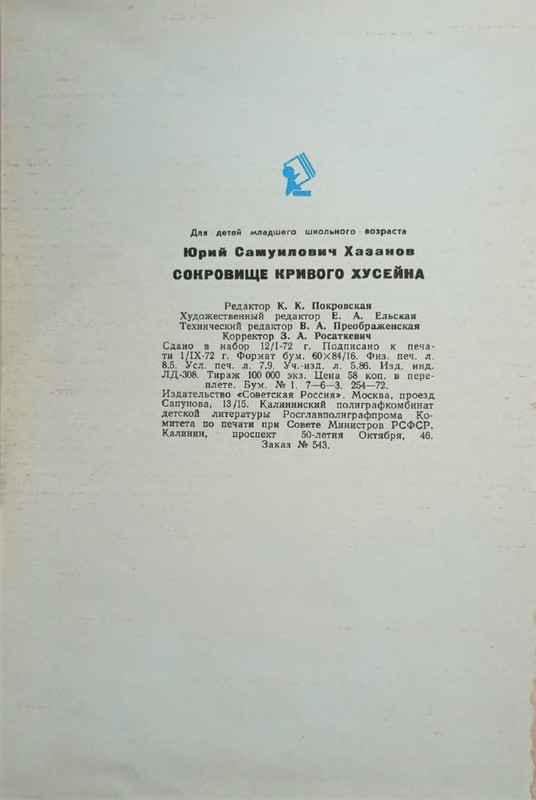 Для детей младшего школьного возраста
Юрий Самуилович Хазанов
СОКРОВИЩЕ КРИВОГО ХУСЕЙНА
Редактор К. К. Покровская
Художественный редактор Е. А. Ельская
Технический редактор В. А. Преображенская
Корректор З. А. Росаткевич
Сдано в набор 12/I-72 г. Подписано к печа-
ти 1/IX-72 г. Формат бум. 60X84/16. Физ. печ. л.
8,5. Усл. печ. л. 7,9. Уч.-изд. л. 5,86. Изд. инд.
ЛД-308. Тираж 100 000 экз. Цена 58 коп. в пере-
плете. Бум. № 1. 7—6—3. 254—72.
Издательство «Советская Россия». Москва, проезд
Сапунова, 13/15. Калининский полиграфкомбинат
детской литературы Росглавполиграфпрома Ко-
митета по печати при Совете Министров РСФСР.
Калинин, проспект 50-летия Октября, 46.
Заказ № 543.